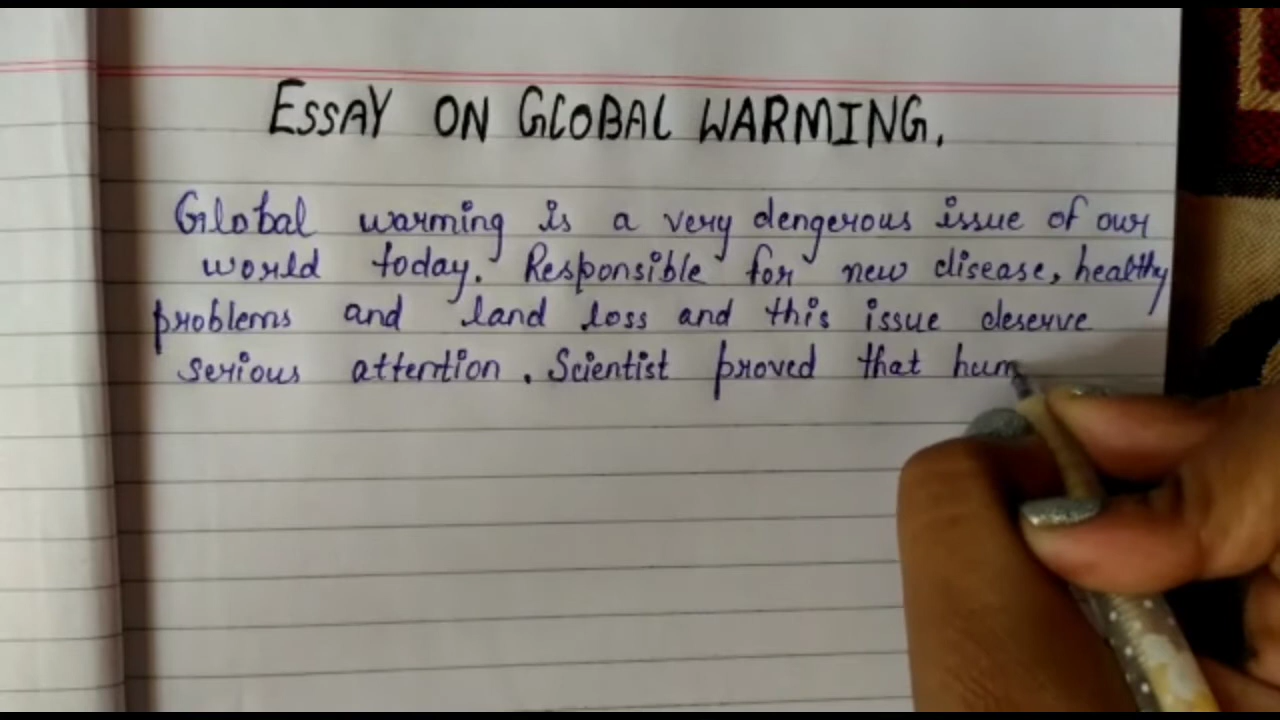 ESSAY ON GLOBAL WARMING.
Global warming is a very dengerous issue of our
world today. Responsible for new disease, healthy
problems and land loss and this issue deserve
serious attention. Scientist proved that hum